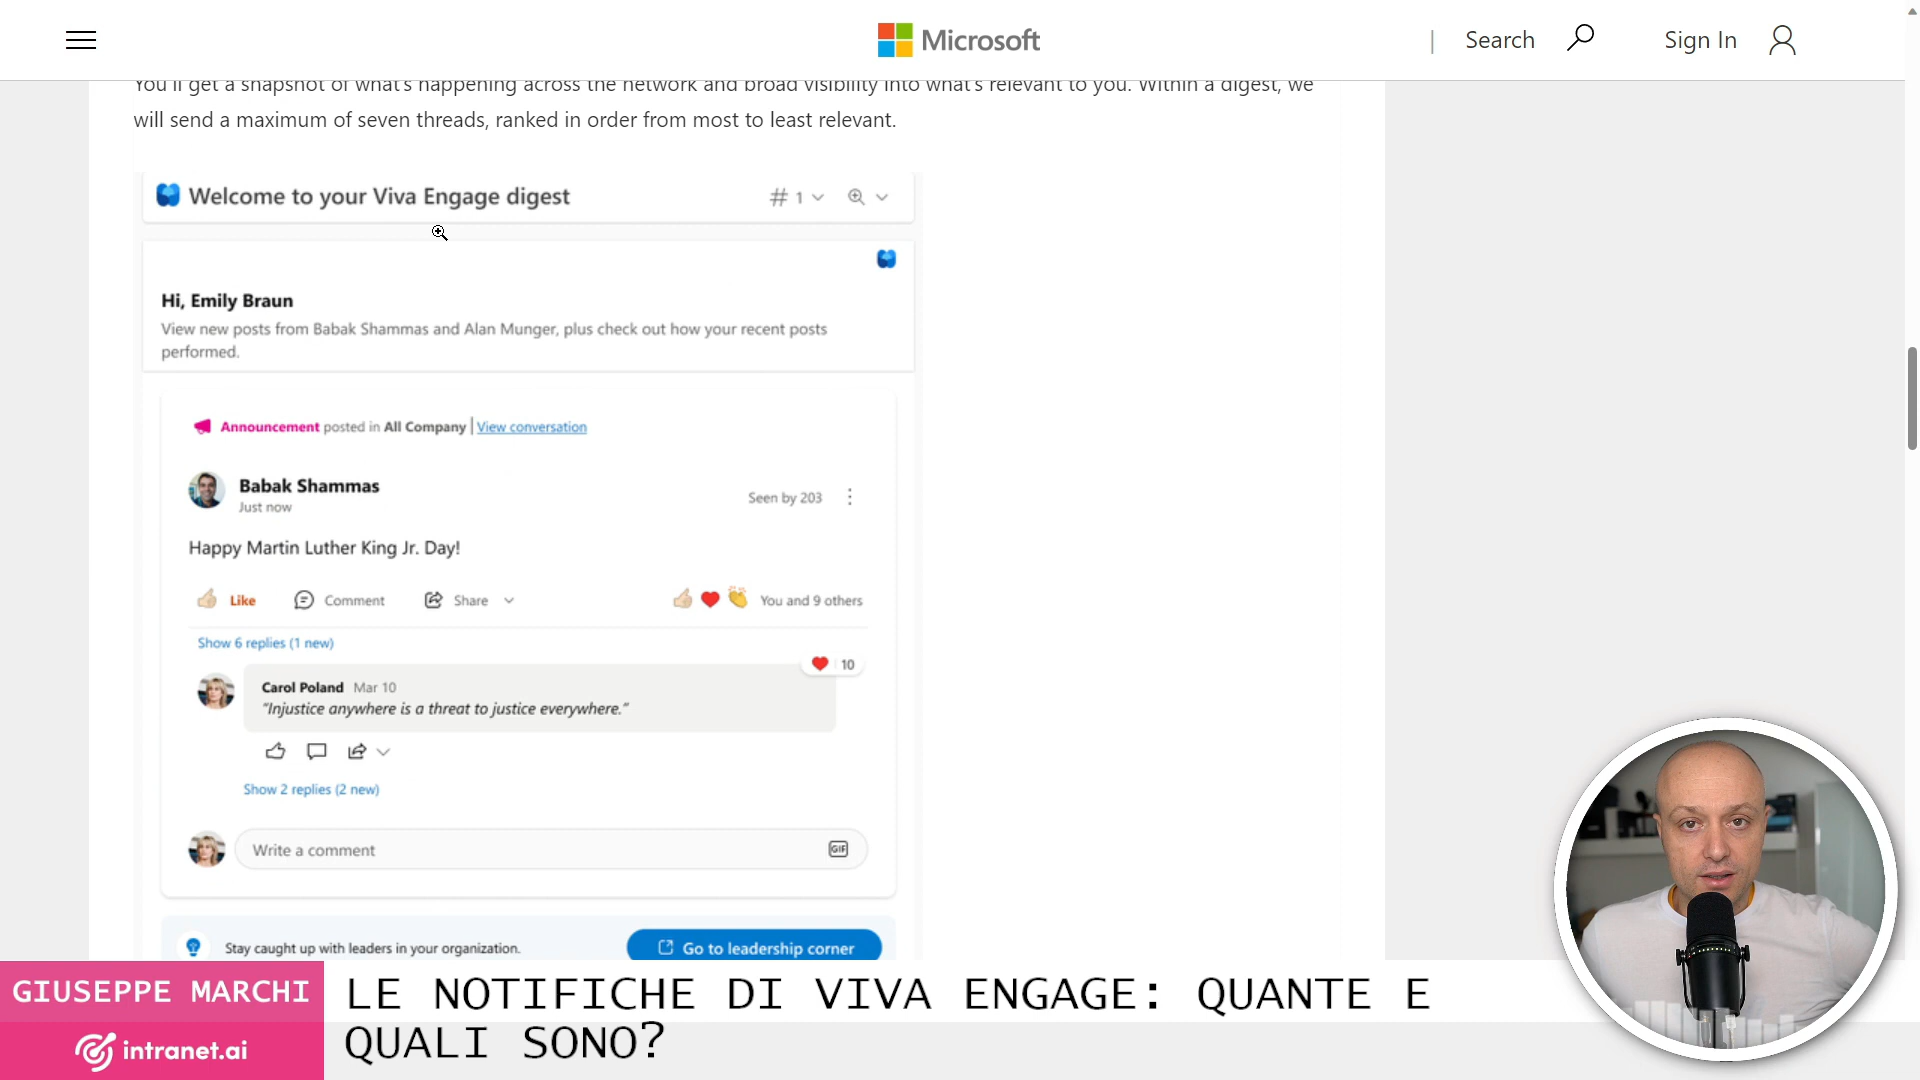 Microsoft
Search
Sign In
You'll get a snapshot of what's happening across the network and broad visibility into what's relevant to you. Within a digest, we
will send a maximum of seven threads, ranked in order from most to least relevant.
Welcome to your Viva Engage digest
# 1
Hi, Emily Braun
View new posts from Babak Shammas and Alan Munger, plus check out how your recent posts
performed.
Announcement posted in All Company | View conversation
Babak Shammas
Just now
Seen by 203
Happy Martin Luther King Jr. Day!
Like
Comment
Share
You and 9 others
Show 6 replies (1 new)
10
Carol Poland Mar 10
"Injustice anywhere is a threat to justice everywhere."
Show 2 replies (2 new)
Write a comment
GIF
Stay caught up with leaders in your organization.
Go to leadership corner
GIUSEPPE MARCHI
intranet.ai
LE NOTIFICHE DI VIVA ENGAGE: QUANTE E
QUALI SONO?